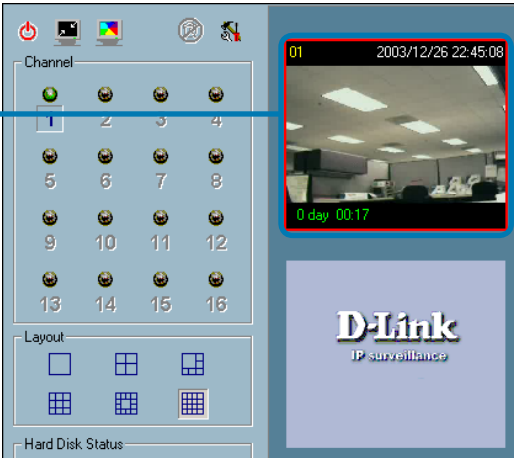 Channel
1 2 3 4
5 6 7 8
9 10 11 12
13 14 15 16
Layout
Hard Disk Status
01 2003/12/26 22:45:08
0 day 00:17
D-Link
IP surveillance